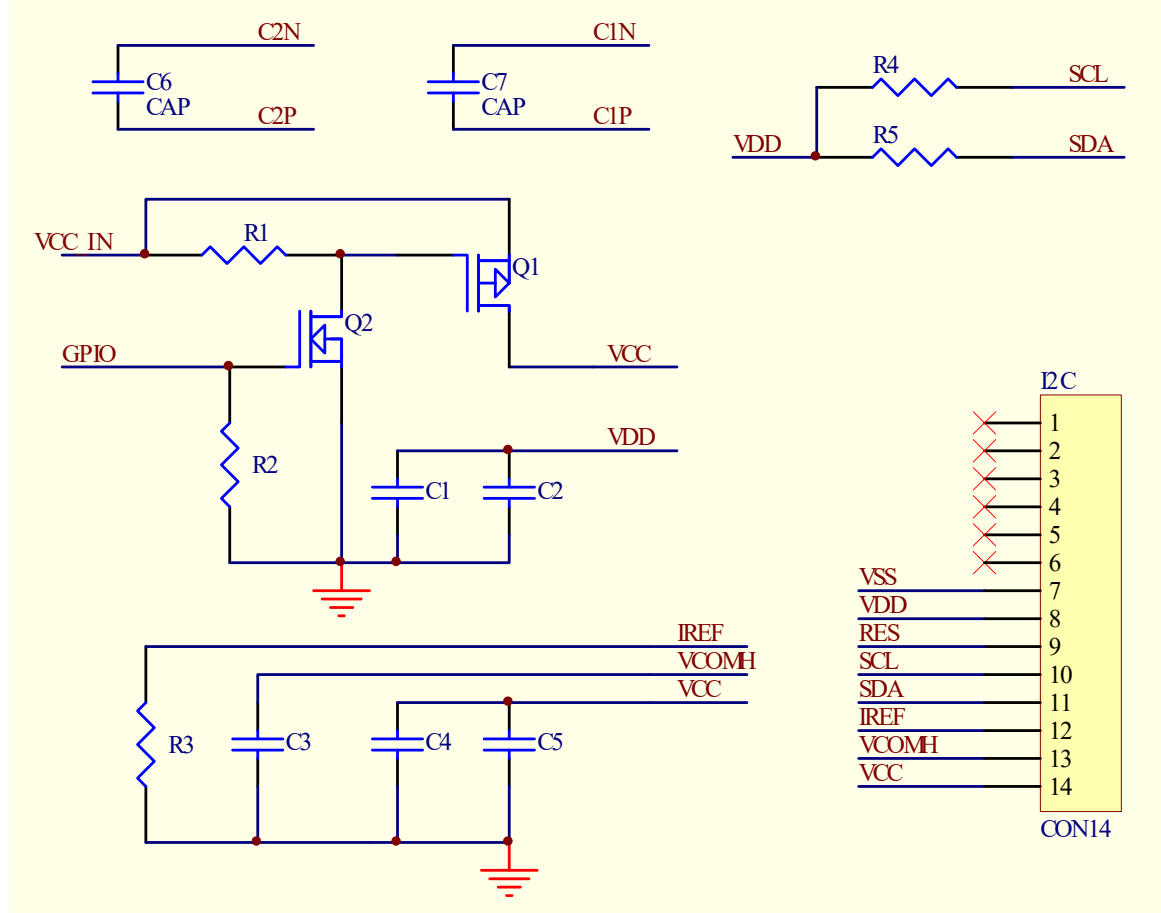 C2N
C6
CAP
C2P
C1N
C7
CAP
C1P
R4
SCL
VDD
R5
SDA
VCC IN
R1
Q1
Q2
GPIO
VCC
R2
VDD
C1
C2
I2C
1
2
3
4
5
6
VSS 7
VDD 8
RES 9
SCL 10
SDA 11
IREF 12
VCOMH 13
VCC 14
CON14
IREF
VCOMH
VCC
R3
C3
C4
C5